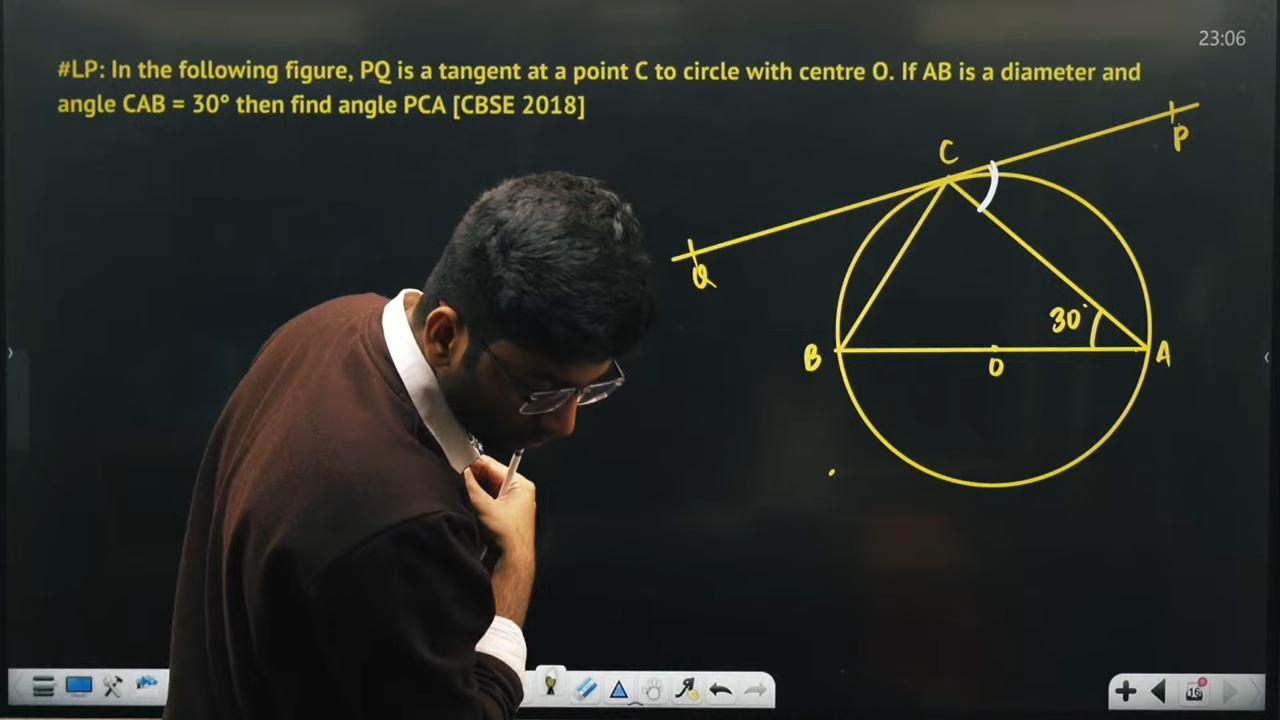 23:06
#LP: In the following figure, PQ is a tangent at a point C to circle with centre O. If AB is a diameter and
angle CAB = 30° then find angle PCA [CBSE 2018]
P
C
Q
30°
B
O
A
16